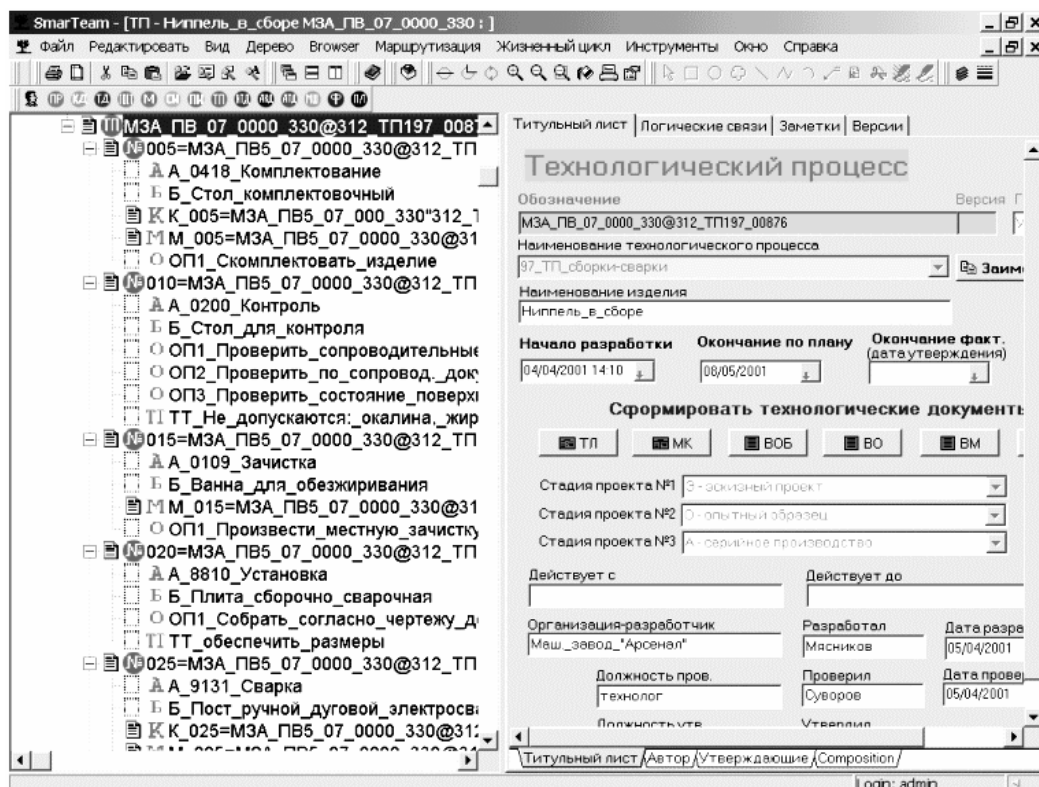 SmarTeam - [ТП - Ниппель_в_сборе МЗА_ПВ_07_0000_330 : ]
Файл Редактировать Вид Дерево Browser Маршрутизация Жизненный цикл Инструменты Окно Справка
МЗА_ПВ_07_0000_330@312_ТП197_008
005=МЗА_ПВ5_07_0000_330@312_ТП
А А_0418_Комплектование
Б Б_Стол_комплектовочный
К К_005=МЗА_ПВ5_07_000_330"312_Т
М М_005=МЗА_ПВ5_07_0000_330@31
О ОП1_Скомплектовать_изделие
010=МЗА_ПВ5_07_0000_330@312_ТП
А А_0200_Контроль
Б Б_Стол_для_контроля
О ОП1_Проверить_сопроводительные
О ОП2_Проверить_по_сопровод._доку
О ОП3_Проверить_состояние_поверх
ТТ_Не_допускаются:_окалина,_жир
015=МЗА_ПВ5_07_0000_330@312_ТП
А А_0109_Зачистка
Б Б_Ванна_для_обезжиривания
М М_015=МЗА_ПВ5_07_0000_330@31
О ОП1_Произвести_местную_зачистку
020=МЗА_ПВ5_07_0000_330@312_ТП
А А_8810_Установка
Б Б_Плита_сборочно_сварочная
О ОП1_Собрать_согласно_чертежу_д
ТТ_обеспечить_размеры
025=МЗА_ПВ5_07_0000_330@312_ТП
А А_9131_Сварка
Б Б_Пост_ручной_дуговой_электросва
К К_025=МЗА_ПВ5_07_0000_330@312
Титульный лист Логические связи Заметки Версии
Технологический процесс
Обозначение Версия Г
МЗА_ПВ_07_0000_330@312_ТП197_00876
Наименование технологического процесса
97_ТП_сборки-сварки Заим
Наименование изделия
Ниппель_в_сборе
Начало разработки Окончание по плану Окончание факт.
(дата утверждения)
04/04/2001 14:10 08/05/2001
Сформировать технологические документы
ТЛ МК ВОБ ВО ВМ
Стадия проекта №1 Э - эскизный проект
Стадия проекта №2 О - опытный образец
Стадия проекта №3 А - серийное производство
Действует с Действует до
Организация-разработчик Разработал Дата разра
Маш_завод_"Арсенал" Мясников 05/04/2001
Должность пров. Проверил Дата прове
технолог Суворов 05/04/2001
Должность утв. Утвердил
Титульный лист Автор Утверждающие Composition
Login: admin